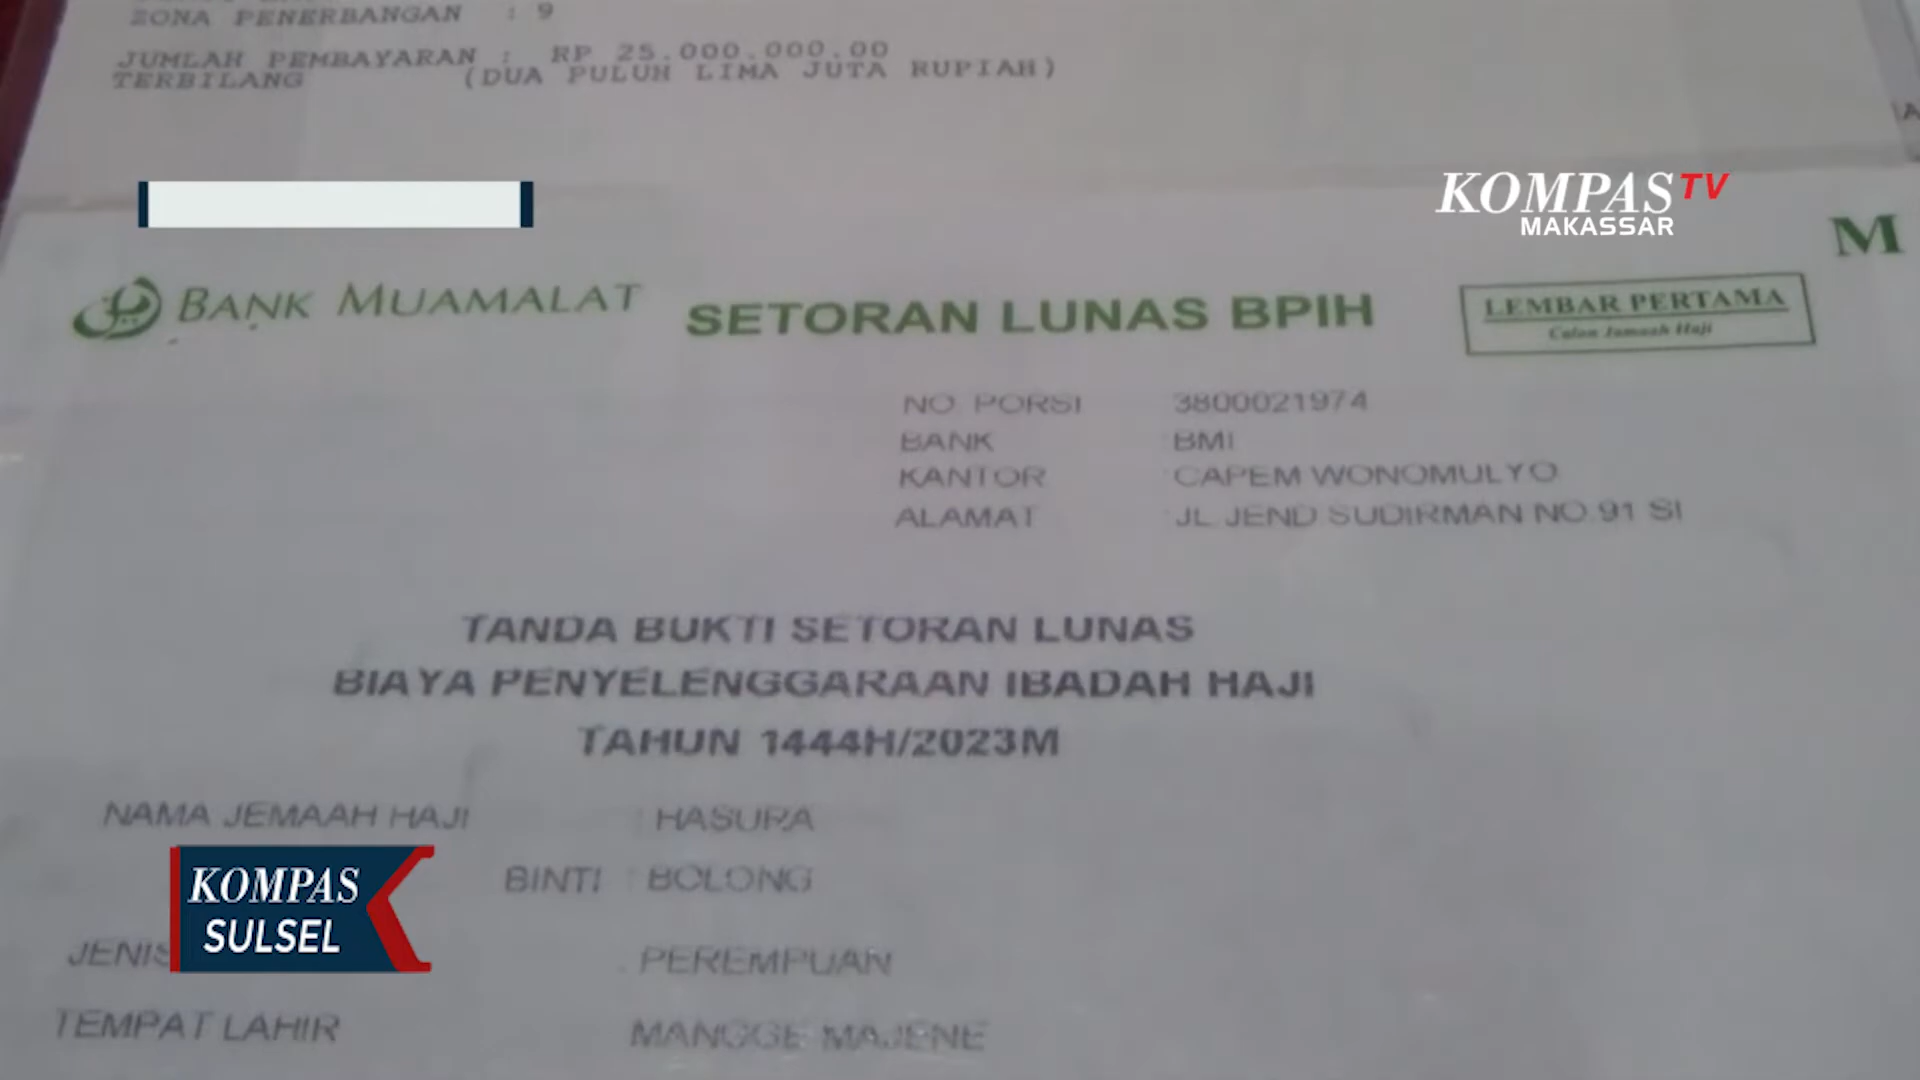 ZONA PENERBANGAN : 9
JUMLAH PEMBAYARAN : RP 25.000.000.00
TERBILANG (DUA PULUH LIMA JUTA RUPIAH)
KOMPAS TV
MAKASSAR
M
BANK MUAMALAT
SETORAN LUNAS BPIH
LEMBAR PERTAMA
Calon Jamaah Haji
NO. PORSI 3800021974
BANK BMI
KANTOR CAPEM WONOMULYO
ALAMAT JL.JEND SUDIRMAN NO.91 SI
TANDA BUKTI SETORAN LUNAS
BIAYA PENYELENGGARAAN IBADAH HAJI
TAHUN 1444H/2023M
NAMA JEMAAH HAJI : HASURA
BINTI : BOLONG
JENIS : PEREMPUAN
TEMPAT LAHIR MANGGE MAJENE
KOMPAS
SULSEL